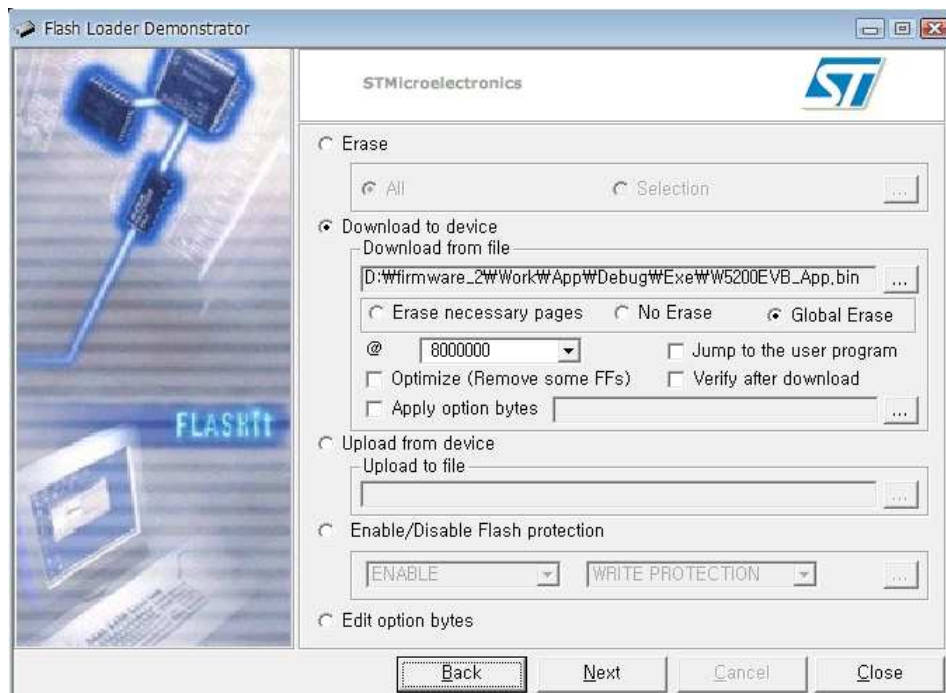 Flash Loader Demonstrator
STMicroelectronics
ST
Erase
All Selection ...
Download to device
Download from file
D:₩firmware_2₩Work₩App₩Debug₩Exe₩W5200EVB_App.bin ...
Erase necessary pages No Erase Global Erase
@ 8000000 Jump to the user program
Optimize (Remove some FFs) Verify after download
Apply option bytes ...
FLASHIt
Upload from device
Upload to file
...
Enable/Disable Flash protection
ENABLE WRITE PROTECTION ...
Edit option bytes
Back Next Cancel Close